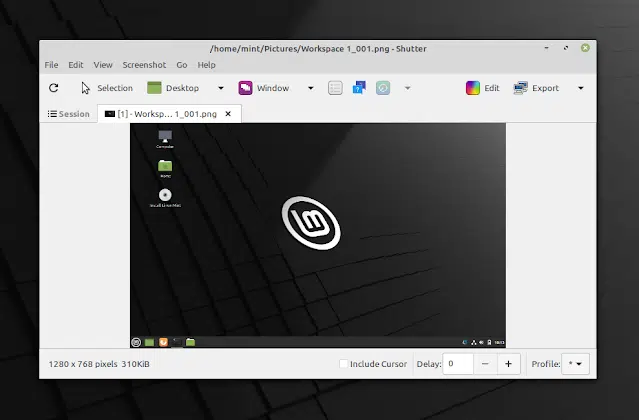 /home/mint/Pictures/Workspace 1_001.png - Shutter
File Edit View Screenshot Go Help
Selection Desktop Window Edit Export
Session [1] - Worksp... 1_001.png
Computer
Home
Install Linux Mint
1280 x 768 pixels 310KiB Include Cursor Delay: 0 Profile: *